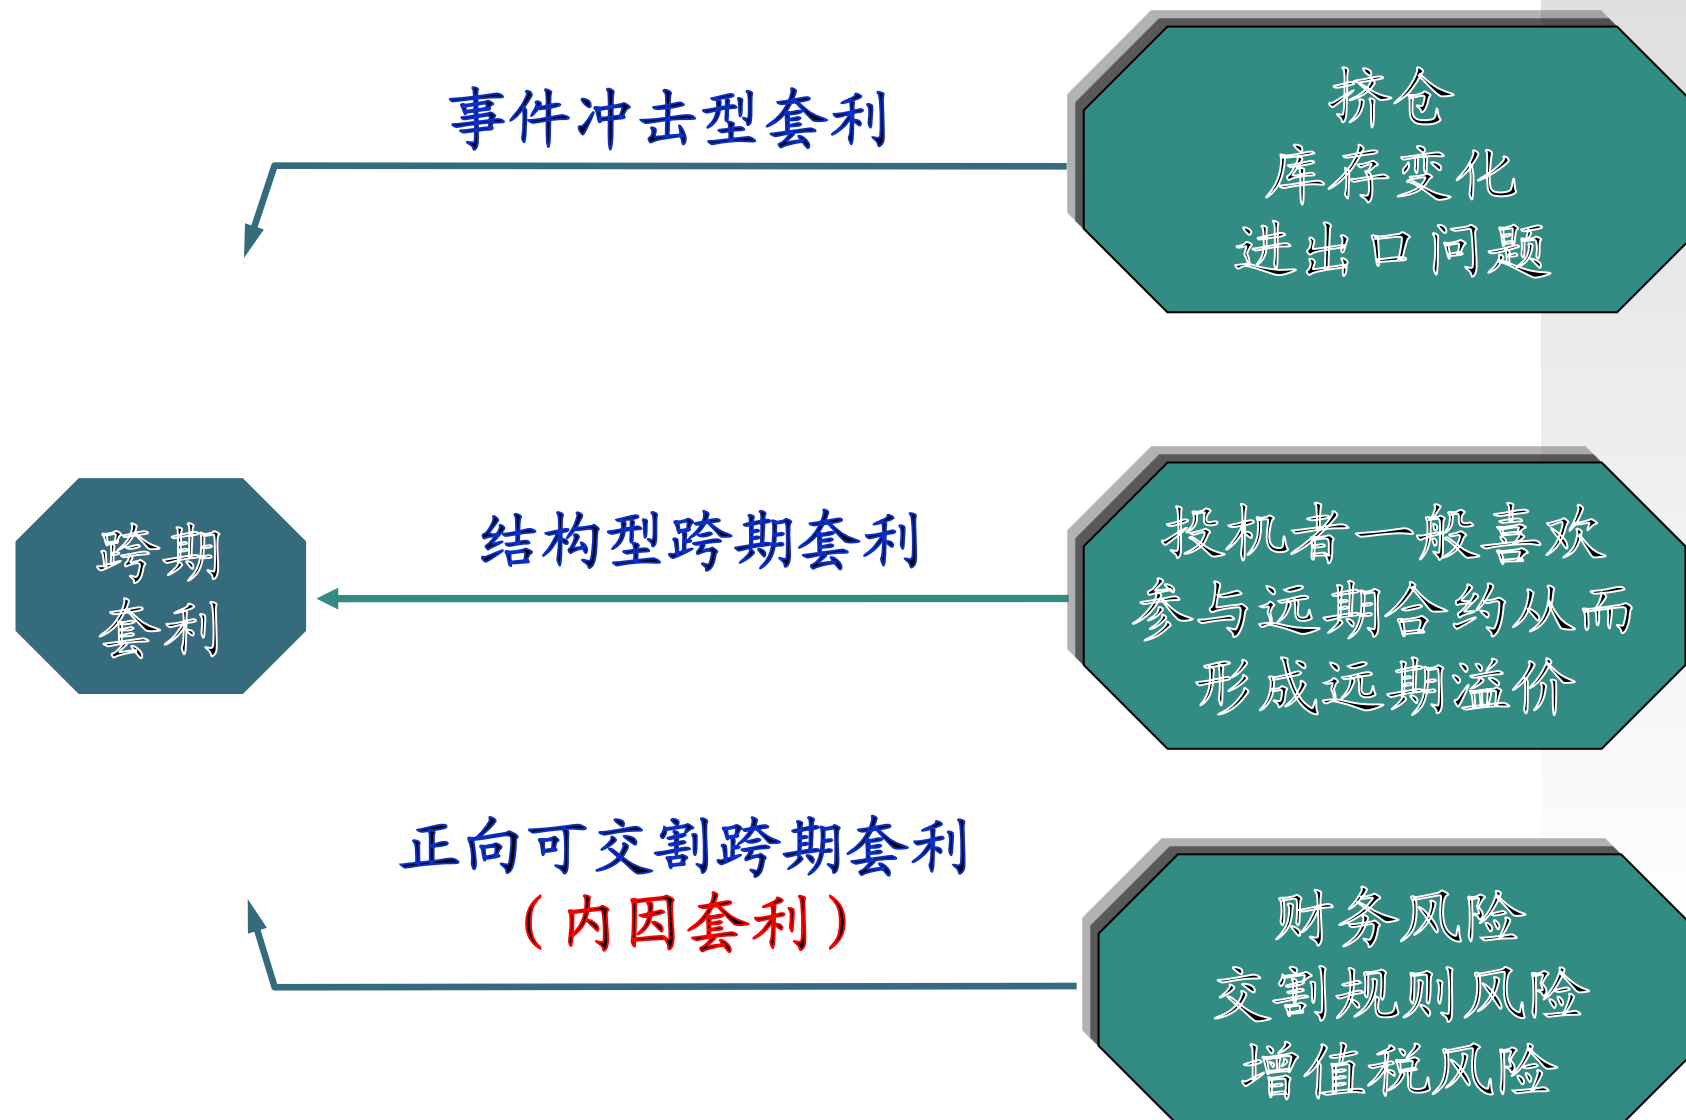 事件冲击型套利
挤仓
库存变化
进出口问题
跨期
套利
结构型跨期套利
投机者一般喜欢
参与远期合约从而
形成远期溢价
正向可交割跨期套利
（内因套利）
财务风险
交割规则风险
增值税风险